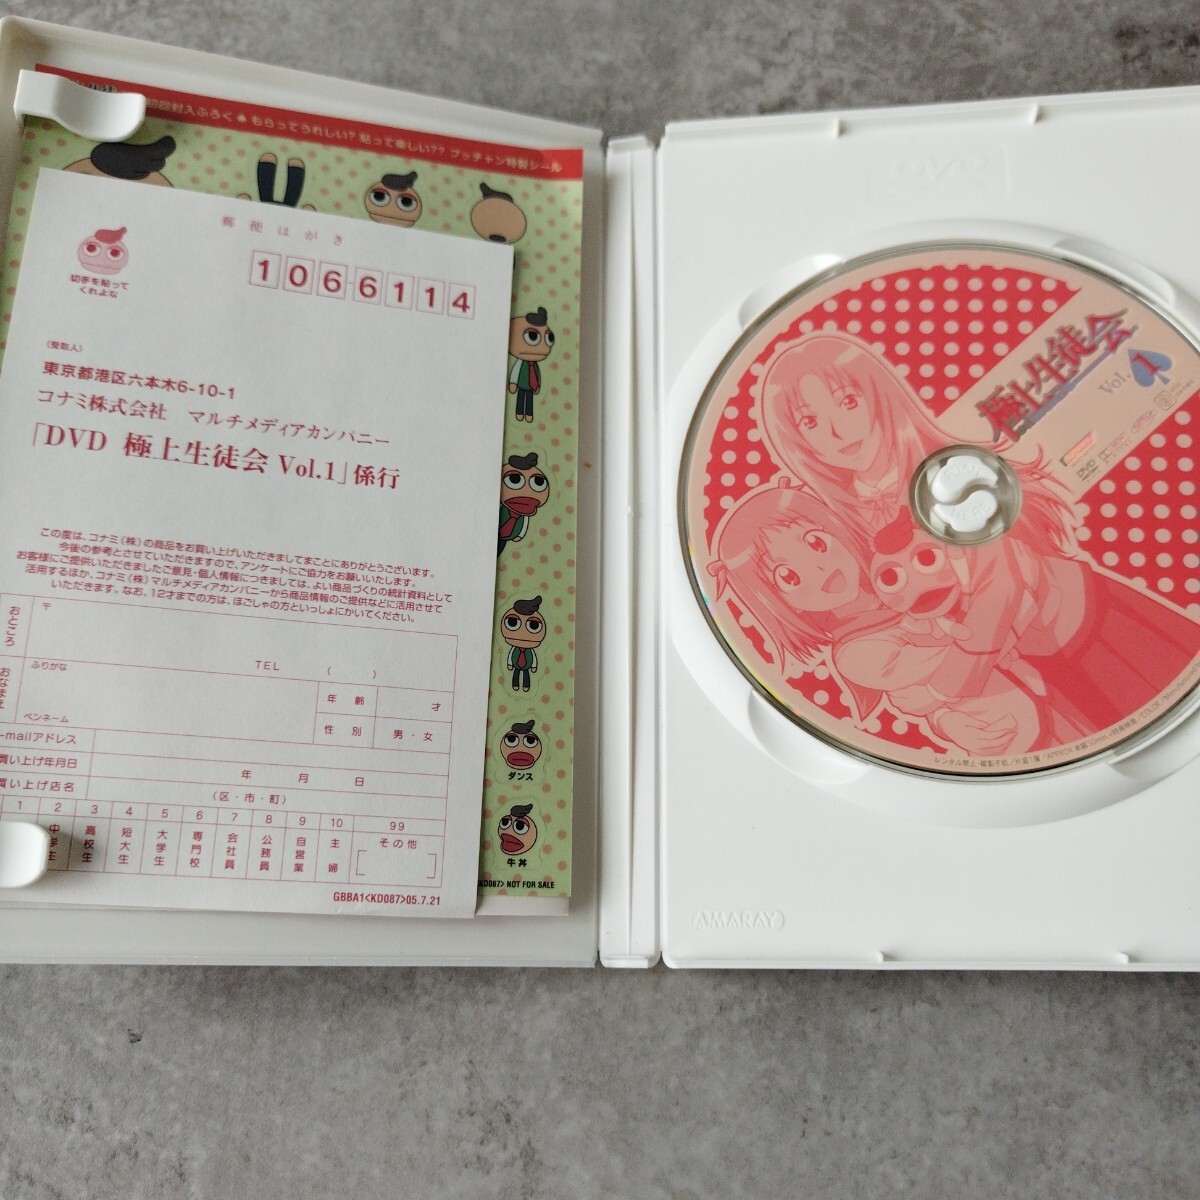 初回封入ふろく♠もらってうれしい?貼って楽しい??プッチャン特製シール
郵便はがき
1066114
切手を貼って
くれよな
(受取人)
東京都港区六本木6-10-1
コナミ株式会社 マルチメディアカンパニー
「DVD 極上生徒会 Vol.1」係行
この度は、コナミ(株)の商品をお買い上げいただきましてまことにありがとうございます。
今後の参考とさせていただきますので、アンケートにご協力をお願いいたします。
お客様にご提供いただきましたご意見・個人情報につきましては、よい商品づくりの統計資料として
活用するほか、コナミ(株)マルチメディアカンパニーから商品情報のご提供などに活用させて
いただきます。なお、12才までの方は、ほごしゃの方といっしょにかいてください。
おところ
〒
TEL ( )
おなまえ
ふりがな
ペンネーム
年齢 才
性別 男・女
-mailアドレス
買い上げ年月日 年 月 日
買い上げ店名 (区・市・町)
1 2 3 4 5 6 7 8 9 10 99
中学生 高校生 短大生 大学生 専門校 会社員 公務員 自営業 主婦 その他
GBBA1<KD087>05.7.21
ダンス
牛丼
KD087> NOT FOR SALE
極上生徒会
Vol.1
DVD
AMARAY